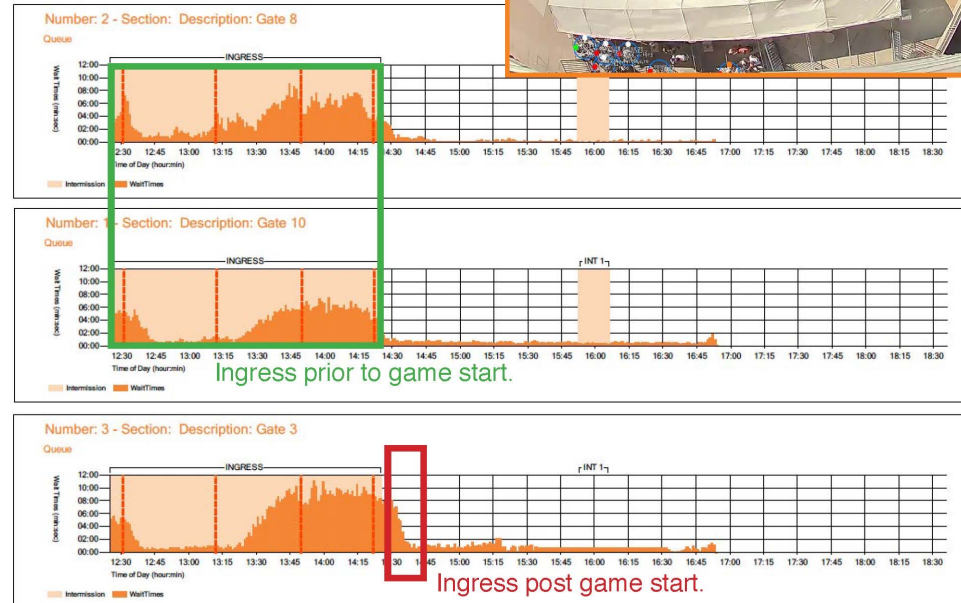 Number: 2 - Section: Description: Gate 8
Queue
INGRESS
Wait Times (min:sec)
12:00
10:00
08:00
06:00
04:00
02:00
00:00
12:30 12:45 13:00 13:15 13:30 13:45 14:00 14:15 14:30 14:45 15:00 15:15 15:30 15:45 16:00 16:15 16:30 16:45 17:00 17:15 17:30 17:45 18:00 18:15 18:30
Time of Day (hour:min)
Intermission WaitTimes
Number: 1 - Section: Description: Gate 10
Queue
INGRESS INT 1
Wait Times (min:sec)
12:00
10:00
08:00
06:00
04:00
02:00
00:00
12:30 12:45 13:00 13:15 13:30 13:45 14:00 14:15 14:30 14:45 15:00 15:15 15:30 15:45 16:00 16:15 16:30 16:45 17:00 17:15 17:30 17:45 18:00 18:15 18:30
Time of Day (hour:min)
Ingress prior to game start.
Intermission WaitTimes
Number: 3 - Section: Description: Gate 3
Queue
INGRESS INT 1
Wait Times (min:sec)
12:00
10:00
08:00
06:00
04:00
02:00
00:00
12:30 12:45 13:00 13:15 13:30 13:45 14:00 14:15 14:30 14:45 15:00 15:15 15:30 15:45 16:00 16:15 16:30 16:45 17:00 17:15 17:30 17:45 18:00 18:15 18:30
Time of Day (hour:min)
Ingress post game start.
Intermission WaitTimes